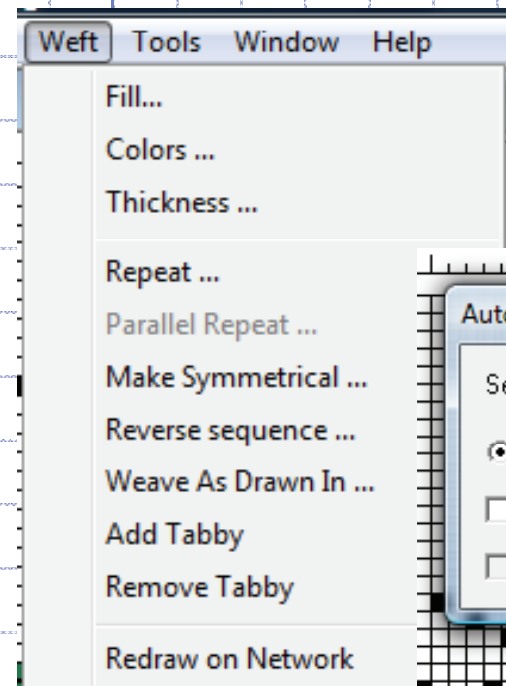 Weft Tools Window Help
Fill...
Colors ...
Thickness ...
Repeat ...
Parallel Repeat ...
Make Symmetrical ...
Reverse sequence ...
Weave As Drawn In ...
Add Tabby
Remove Tabby
Redraw on Network